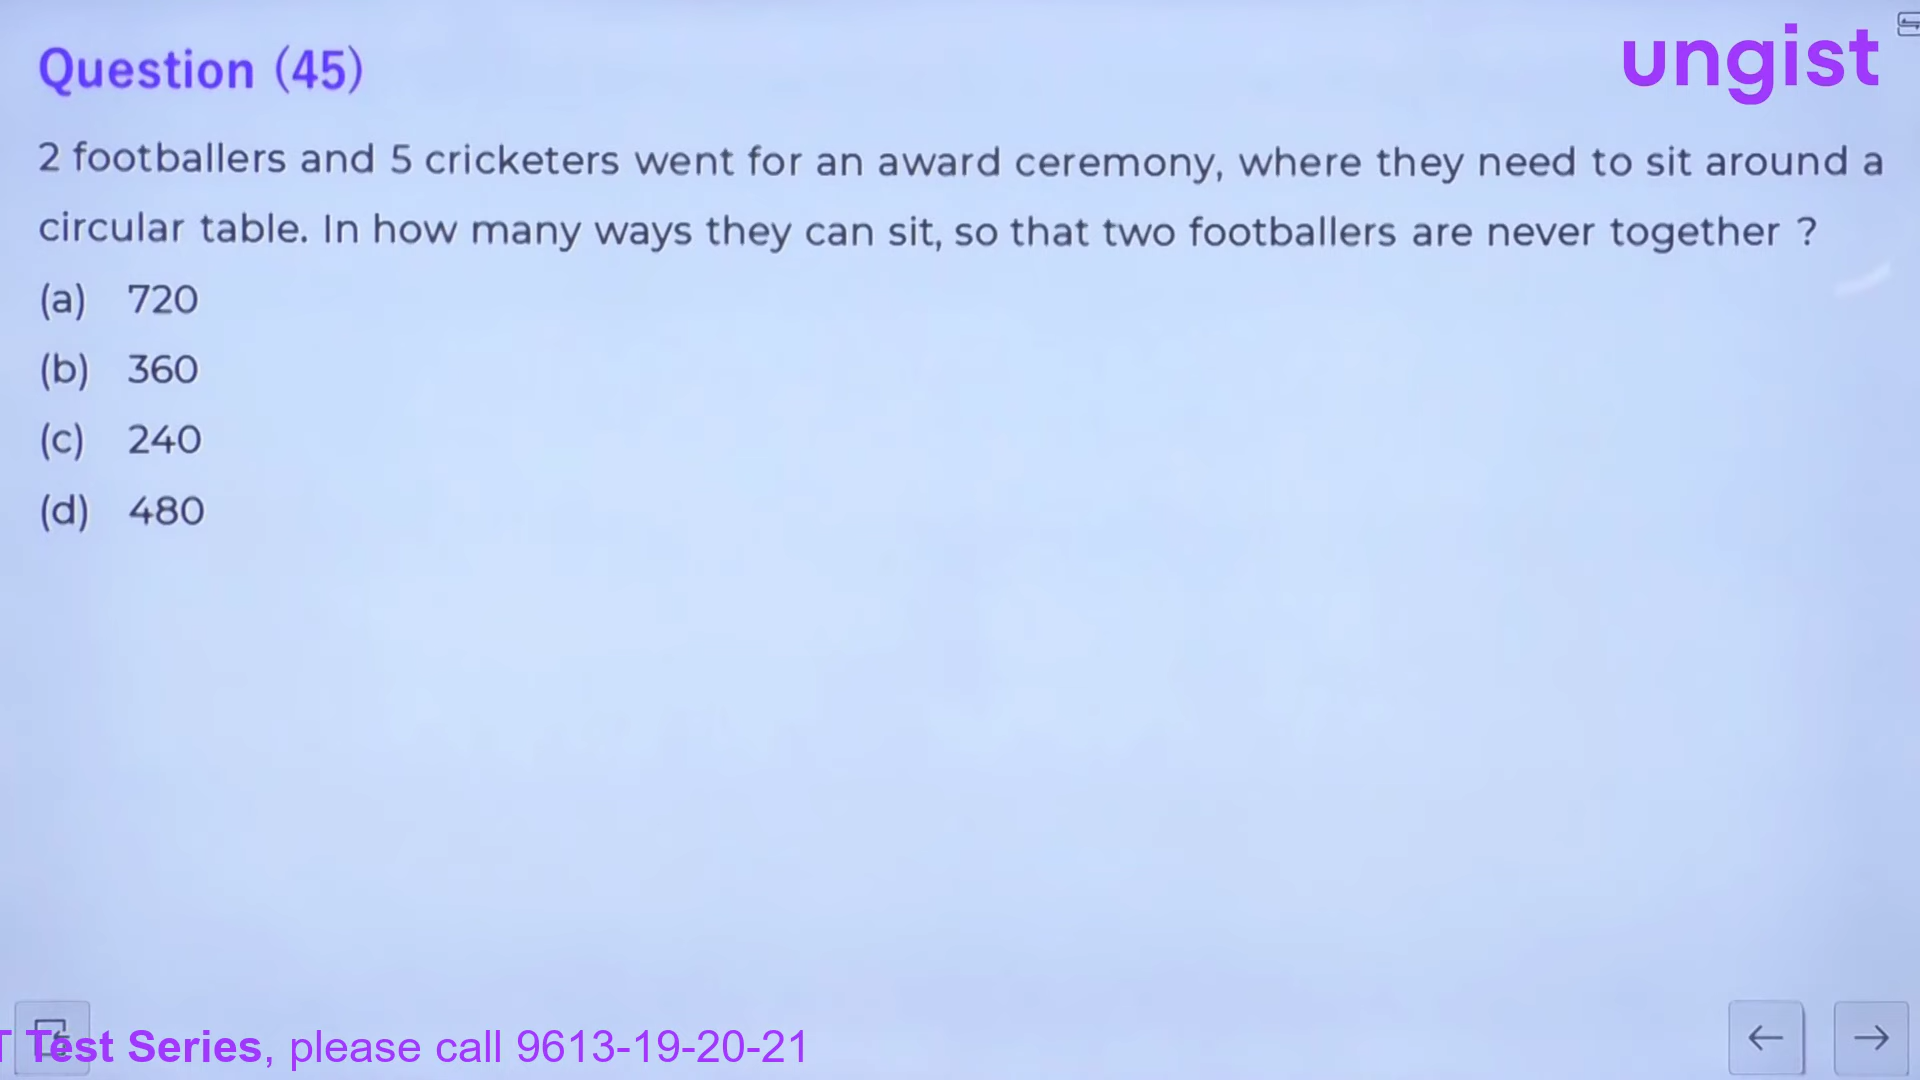 Question (45)
ungist
2 footballers and 5 cricketers went for an award ceremony, where they need to sit around a
circular table. In how many ways they can sit, so that two footballers are never together ?
(a) 720
(b) 360
(c) 240
(d) 480
T Test Series, please call 9613-19-20-21